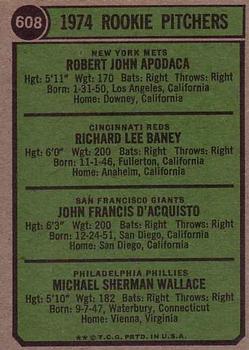 608
1974 ROOKIE PITCHERS
NEW YORK METS
ROBERT JOHN APODACA
Hgt: 5'11" Wgt: 170 Bats: Right Throws: Right
Born: 1-31-50, Los Angeles, California
Home: Downey, California
CINCINNATI REDS
RICHARD LEE BANEY
Hgt: 6'0" Wgt: 200 Bats: Right Throws: Right
Born: 11-1-46, Fullerton, California
Home: Anaheim, California
SAN FRANCISCO GIANTS
JOHN FRANCIS D'ACQUISTO
Hgt: 6'3" Wgt: 200 Bats: Right Throws: Right
Born: 12-24-51, San Diego, California
Home: San Diego, California
PHILADELPHIA PHILLIES
MICHAEL SHERMAN WALLACE
Hgt: 5'10" Wgt: 182 Bats: Right Throws: Right
Born: 9-7-47, Waterbury, Connecticut
Home: Vienna, Virginia
** © T.C.G. PRTD. IN U.S.A.